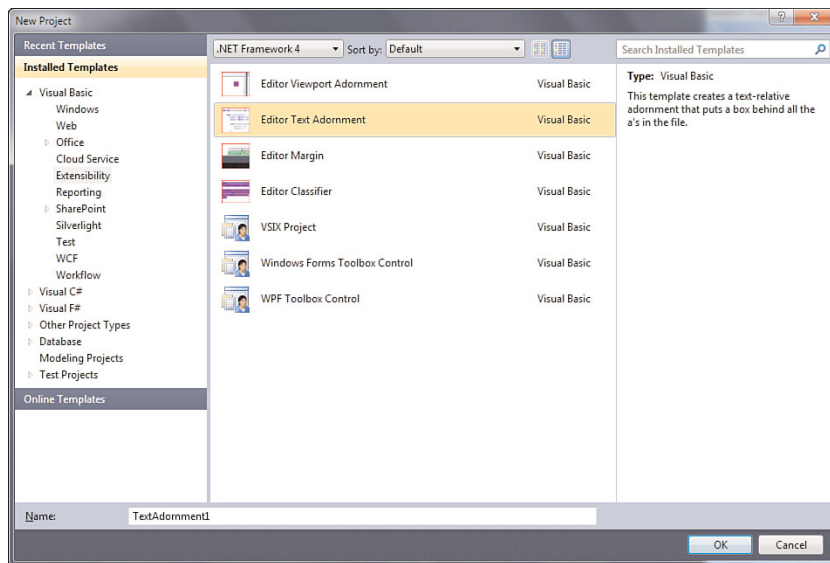 New Project
Recent Templates
Installed Templates
Visual Basic
Windows
Web
Office
Cloud Service
Extensibility
Reporting
SharePoint
Silverlight
Test
WCF
Workflow
Visual C#
Visual F#
Other Project Types
Database
Modeling Projects
Test Projects
Online Templates
.NET Framework 4
Sort by: Default
Editor Viewport Adornment Visual Basic
Editor Text Adornment Visual Basic
Editor Margin Visual Basic
Editor Classifier Visual Basic
VSIX Project Visual Basic
Windows Forms Toolbox Control Visual Basic
WPF Toolbox Control Visual Basic
Search Installed Templates
Type: Visual Basic
This template creates a text-relative
adornment that puts a box behind all the
a's in the file.
Name: TextAdornment1
OK Cancel